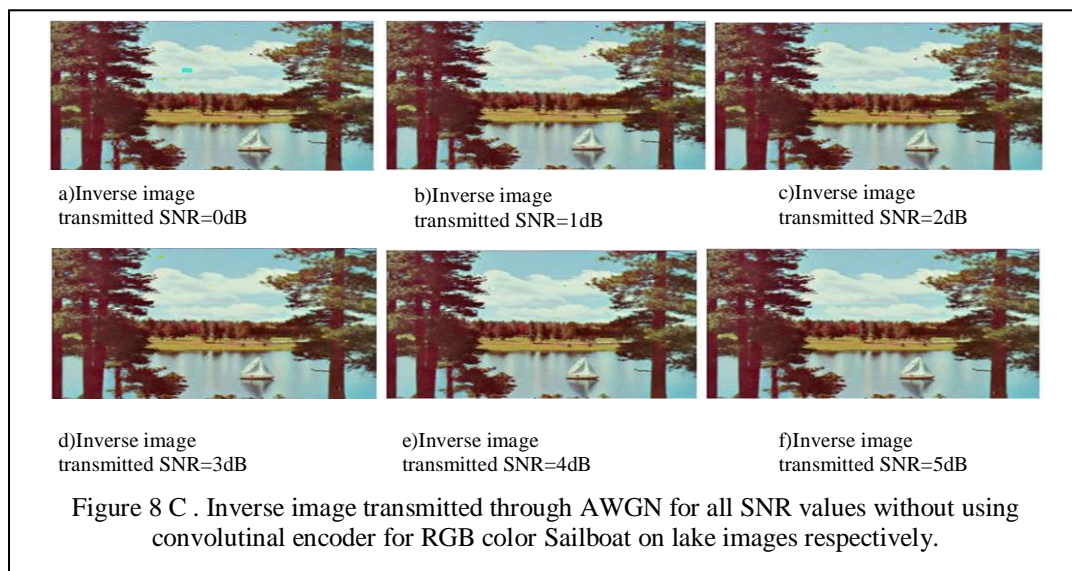 a)Inverse image
transmitted SNR=0dB
b)Inverse image
transmitted SNR=1dB
c)Inverse image
transmitted SNR=2dB
d)Inverse image
transmitted SNR=3dB
e)Inverse image
transmitted SNR=4dB
f)Inverse image
transmitted SNR=5dB
Figure 8 C . Inverse image transmitted through AWGN for all SNR values without using
convolutinal encoder for RGB color Sailboat on lake images respectively.